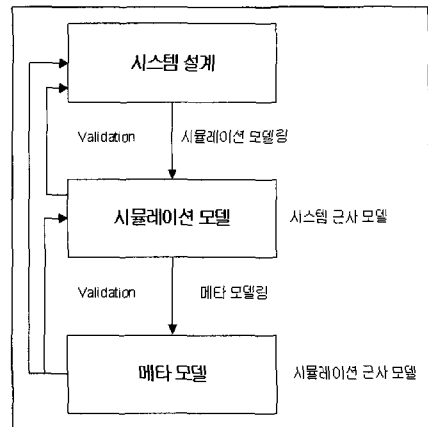 시스템 설계
Validation 시뮬레이션 모델링
시뮬레이션 모델 시스템 근사 모델
Validation 메타 모델링
메타 모델 시뮬레이션 근사 모델